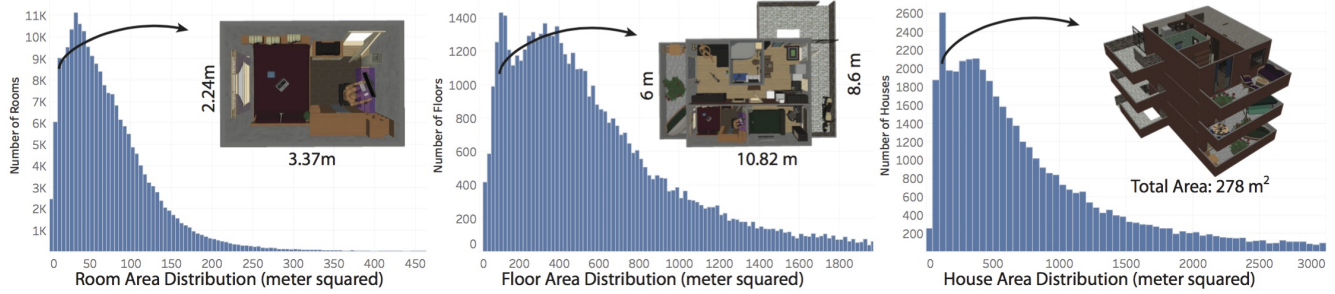 11K
10K
9K
8K
7K
6K
5K
4K
3K
2K
1K
Number of Rooms
0 50 100 150 200 250 300 350 400 450
Room Area Distribution (meter squared)
2.24m
3.37m
1400
1200
1000
800
600
400
200
0
Number of Floors
0 200 400 600 800 1000 1200 1400 1600 1800
Floor Area Distribution (meter squared)
6 m
8.6 m
10.82 m
2600
2400
2200
2000
1800
1600
1400
1200
1000
800
600
400
200
Number of Houses
0 500 1000 1500 2000 2500 3000
House Area Distribution (meter squared)
Total Area: 278 m²